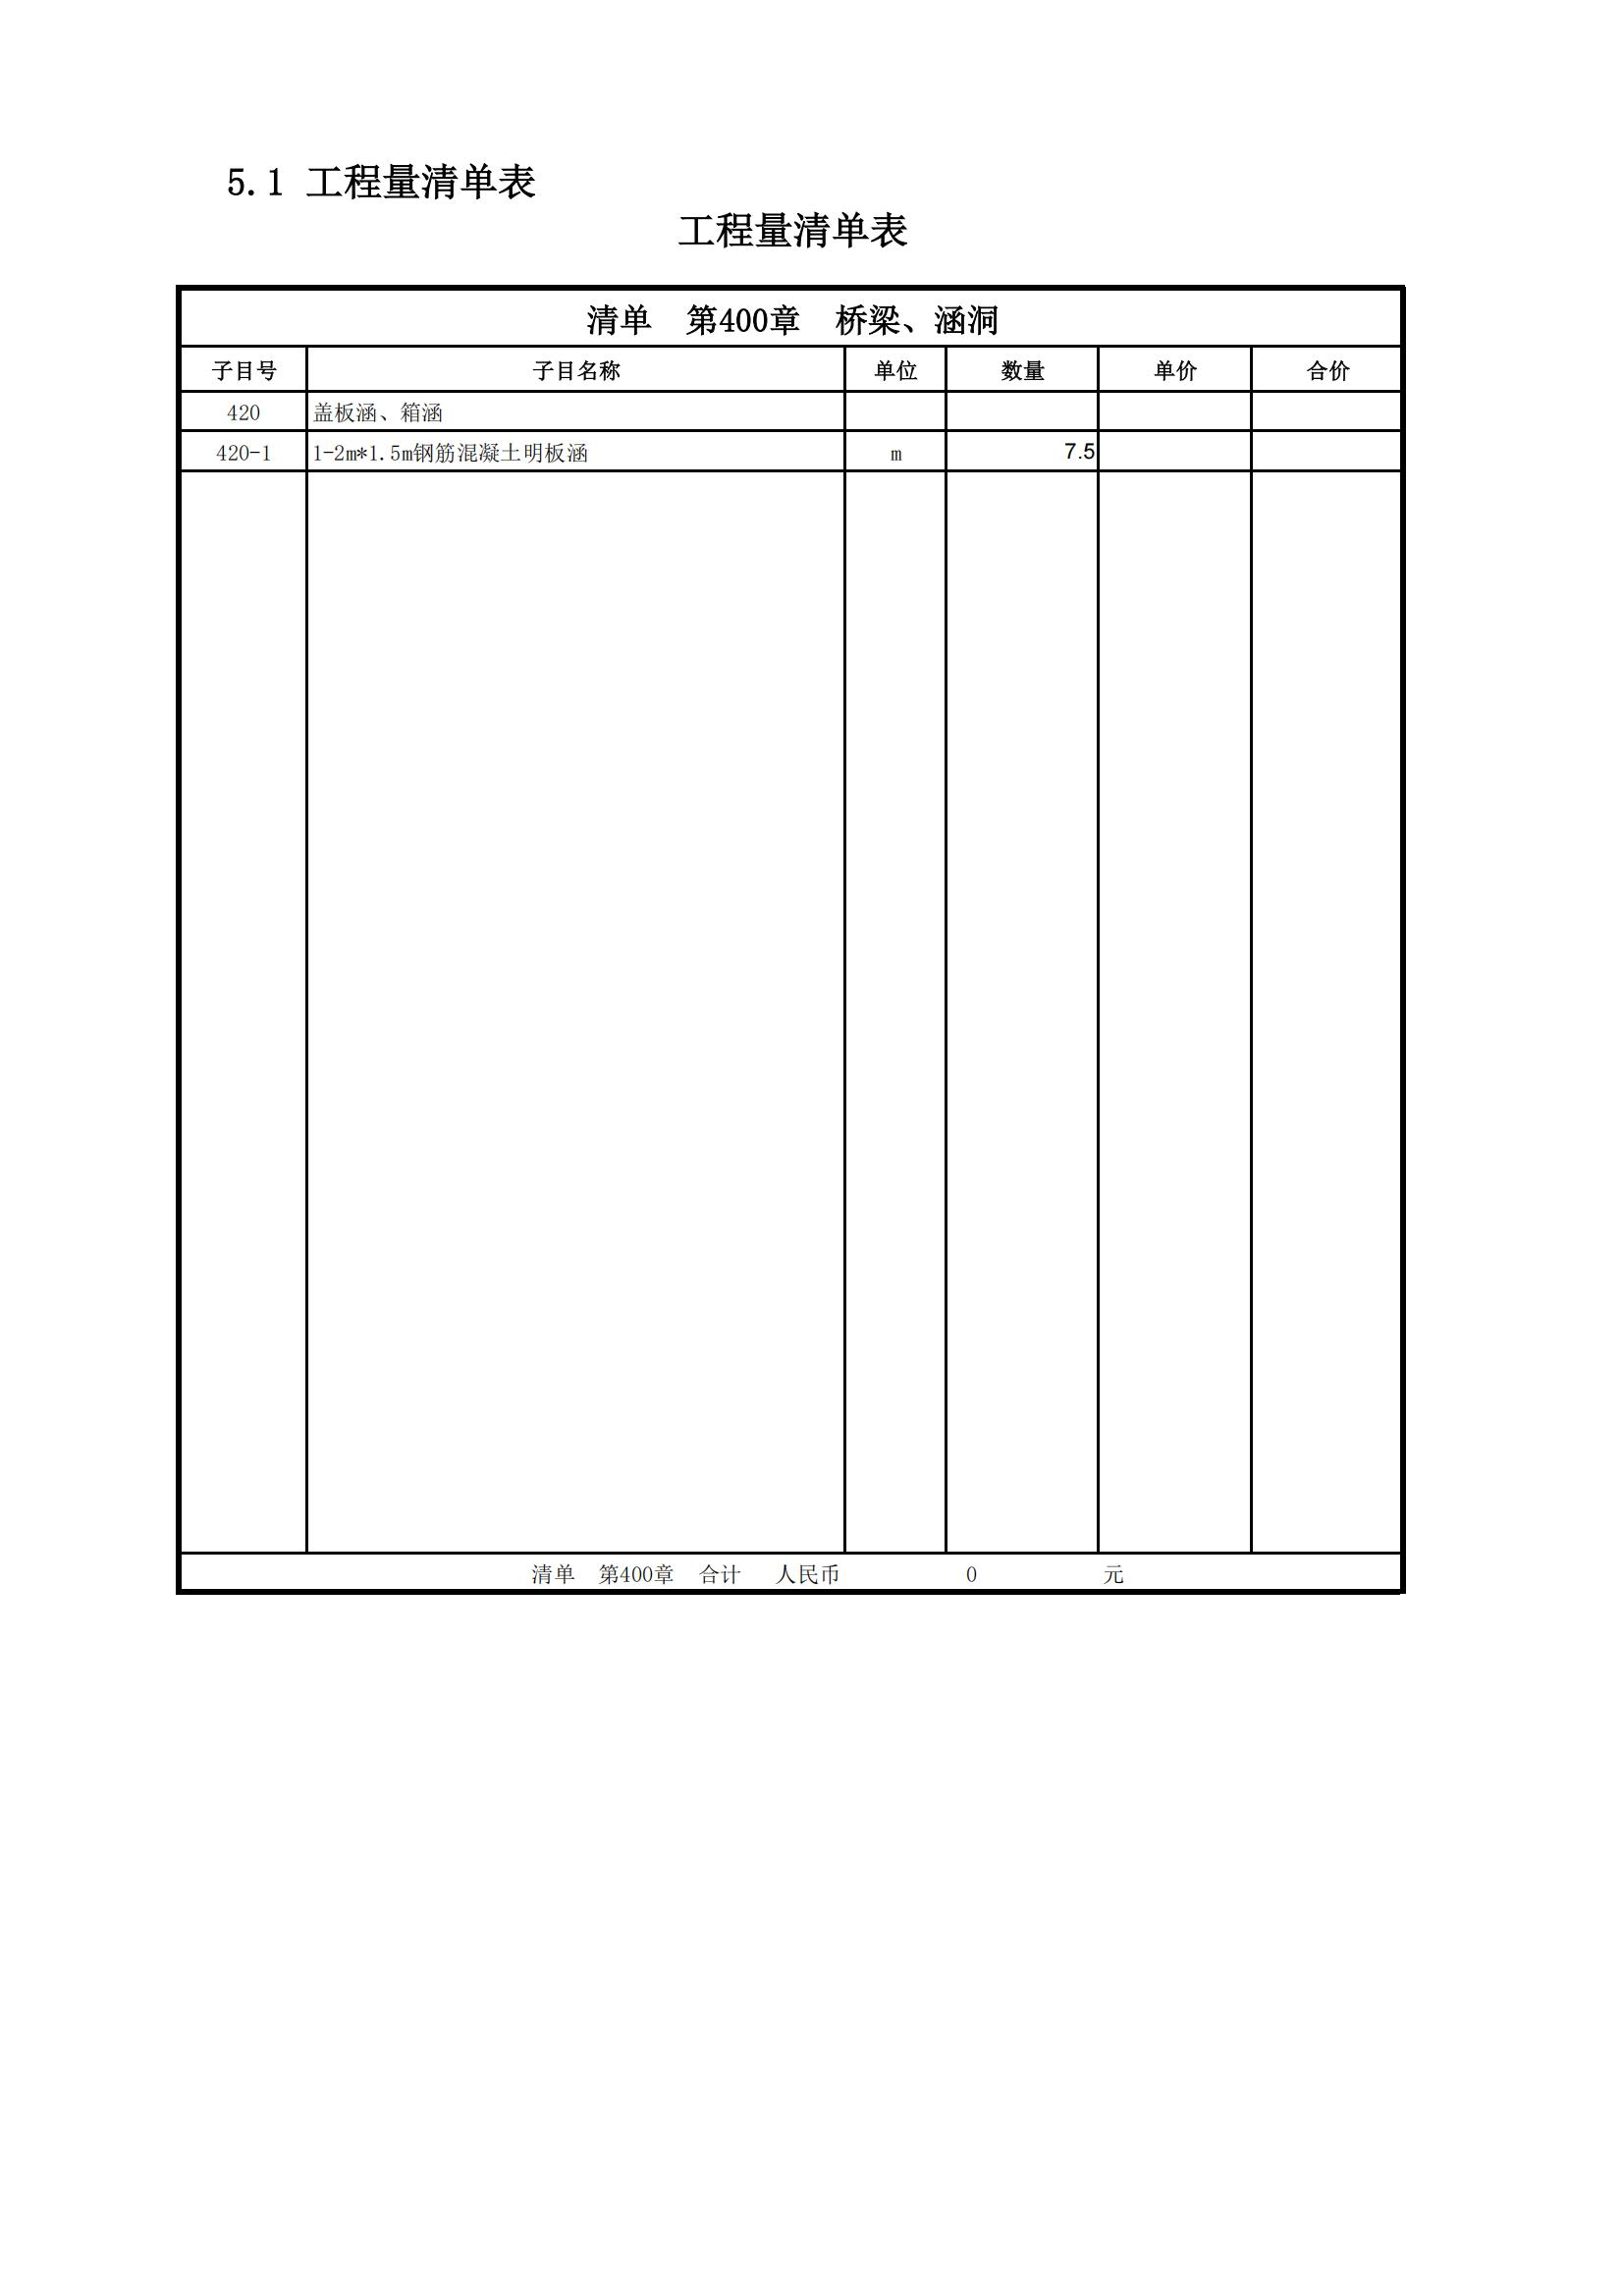 5.1 工程量清单表
工程量清单表
清单 第400章 桥梁、涵洞
子目号 子目名称 单位 数量 单价 合价
420 盖板涵、箱涵
420-1 1-2m*1.5m钢筋混凝土明板涵 m 7.5
清单 第400章 合计 人民币 0 元